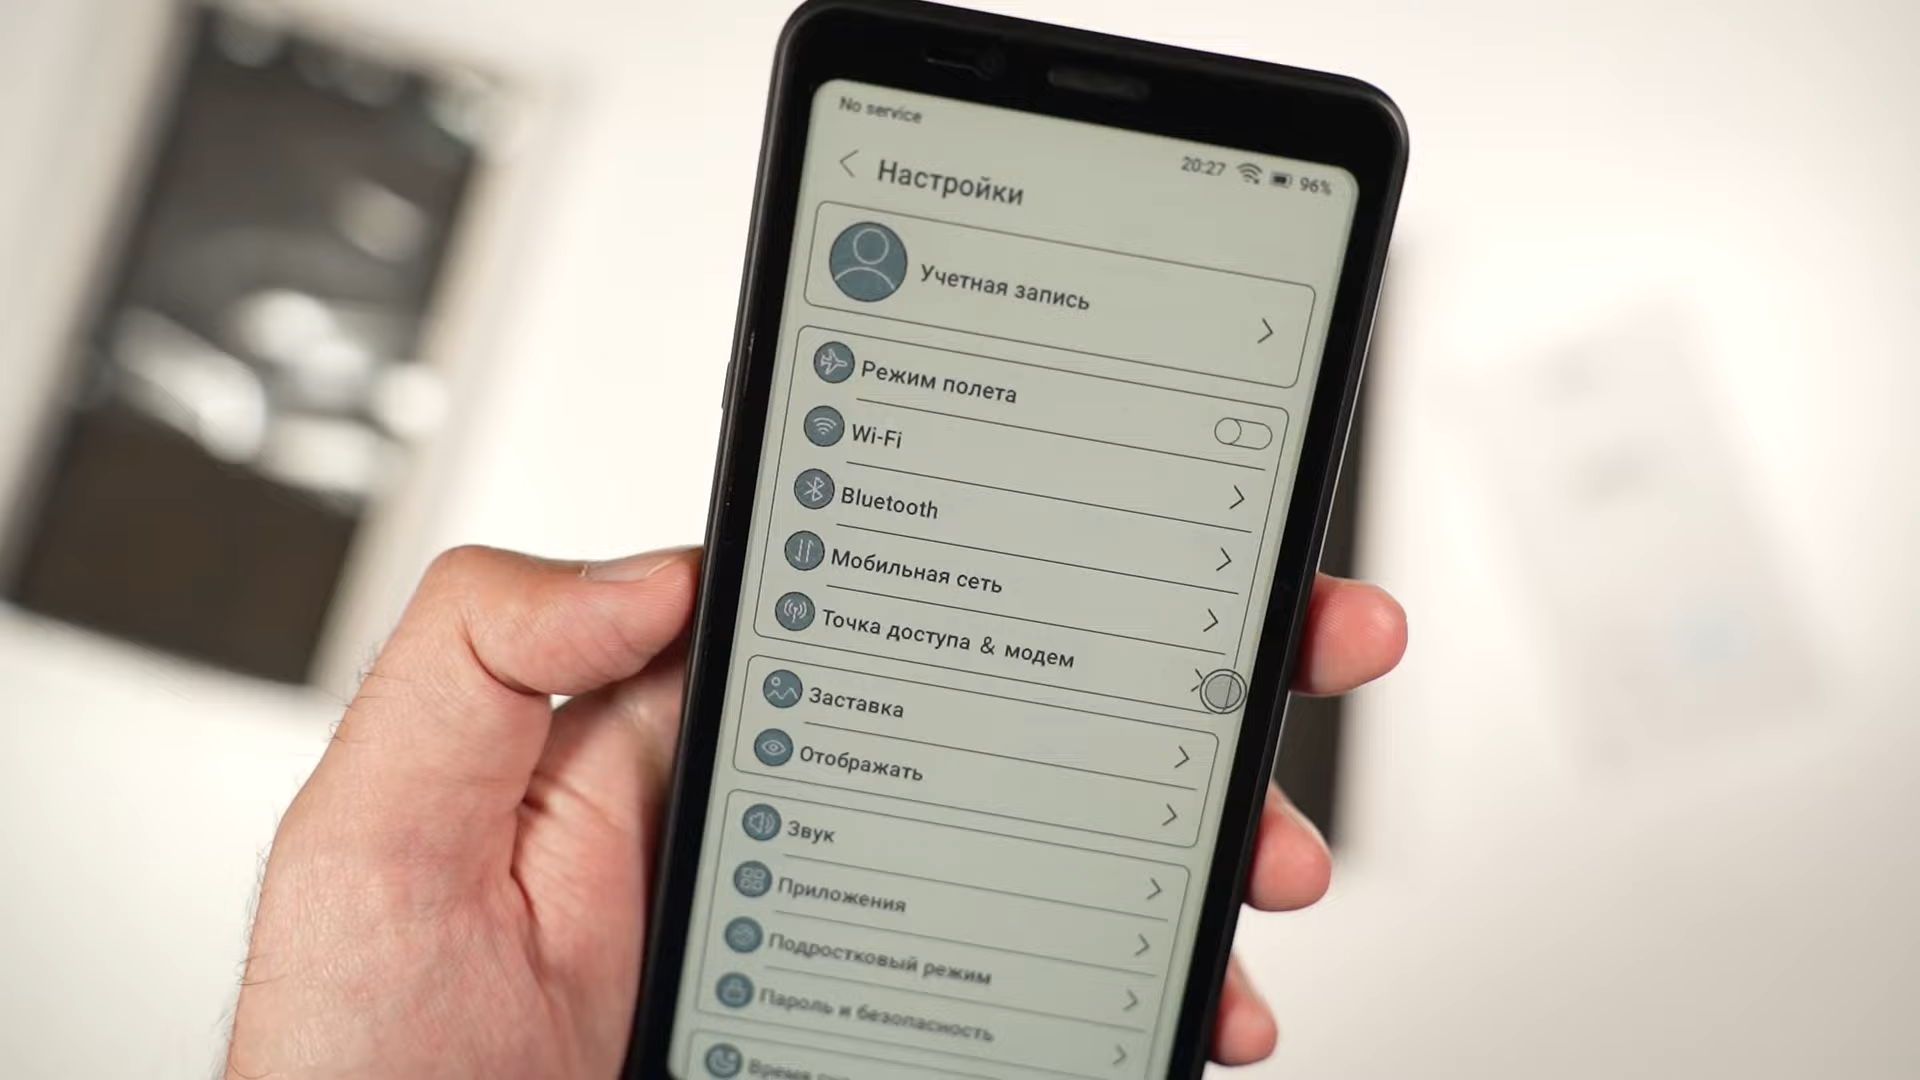 No service
20:27 96%
Настройки
Учетная запись
Режим полета
Wi-Fi
Bluetooth
Мобильная сеть
Точка доступа & модем
Заставка
Отображать
Звук
Приложения
Подростковый режим
Пароль и безопасность
Время